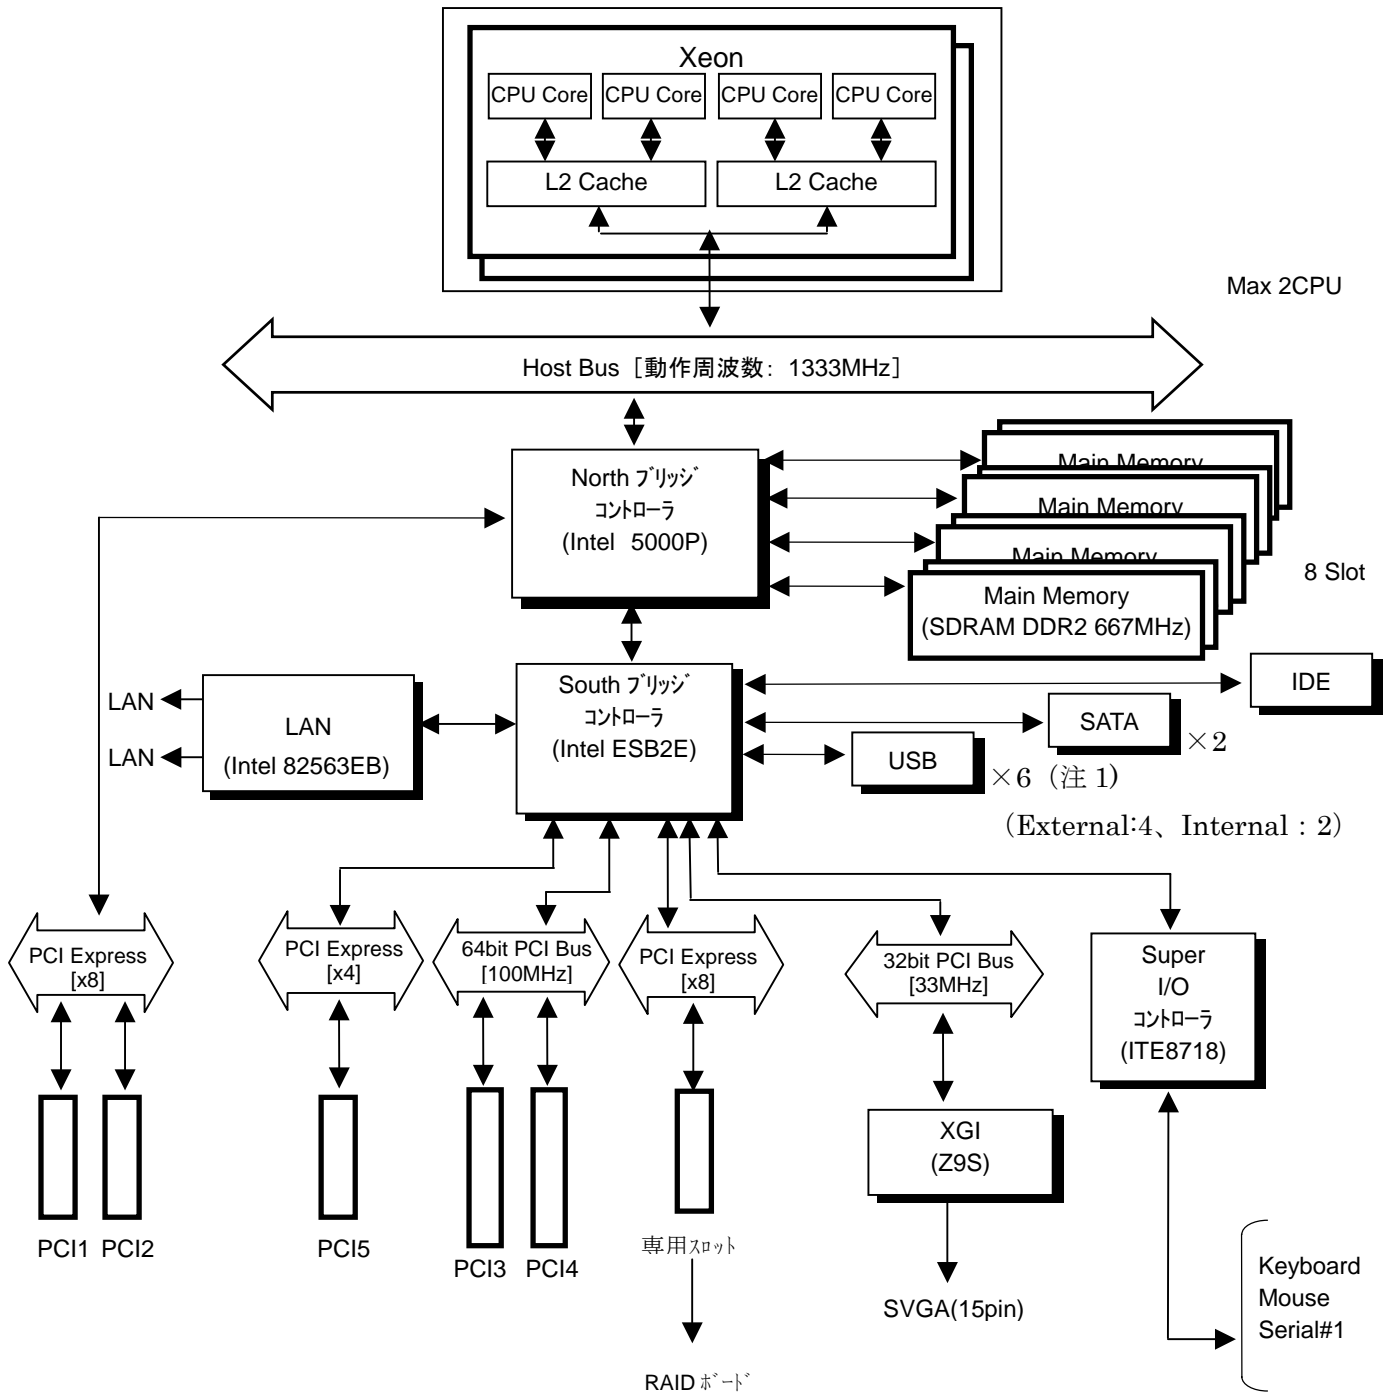 Xeon
CPU Core
CPU Core
CPU Core
CPU Core
L2 Cache
L2 Cache
Max 2CPU
Host Bus［動作周波数: 1333MHz］
North ﾌﾞﾘｯｼﾞ
ｺﾝﾄﾛｰﾗ
(Intel 5000P)
Main Memory
Main Memory
Main Memory
Main Memory
(SDRAM DDR2 667MHz)
8 Slot
LAN
LAN
LAN
(Intel 82563EB)
South ﾌﾞﾘｯｼﾞ
ｺﾝﾄﾛｰﾗ
(Intel ESB2E)
IDE
SATA
×2
USB
×6（注 1）
（External:4、Internal：2）
PCI Express
[x8]
PCI Express
[x4]
64bit PCI Bus
[100MHz]
PCI Express
[x8]
32bit PCI Bus
[33MHz]
Super
I/O
ｺﾝﾄﾛｰﾗ
(ITE8718)
XGI
(Z9S)
PCI1
PCI2
PCI5
PCI3
PCI4
専用ｽﾛｯﾄ
SVGA(15pin)
Keyboard
Mouse
Serial#1
RAID ﾎﾞｰﾄﾞ